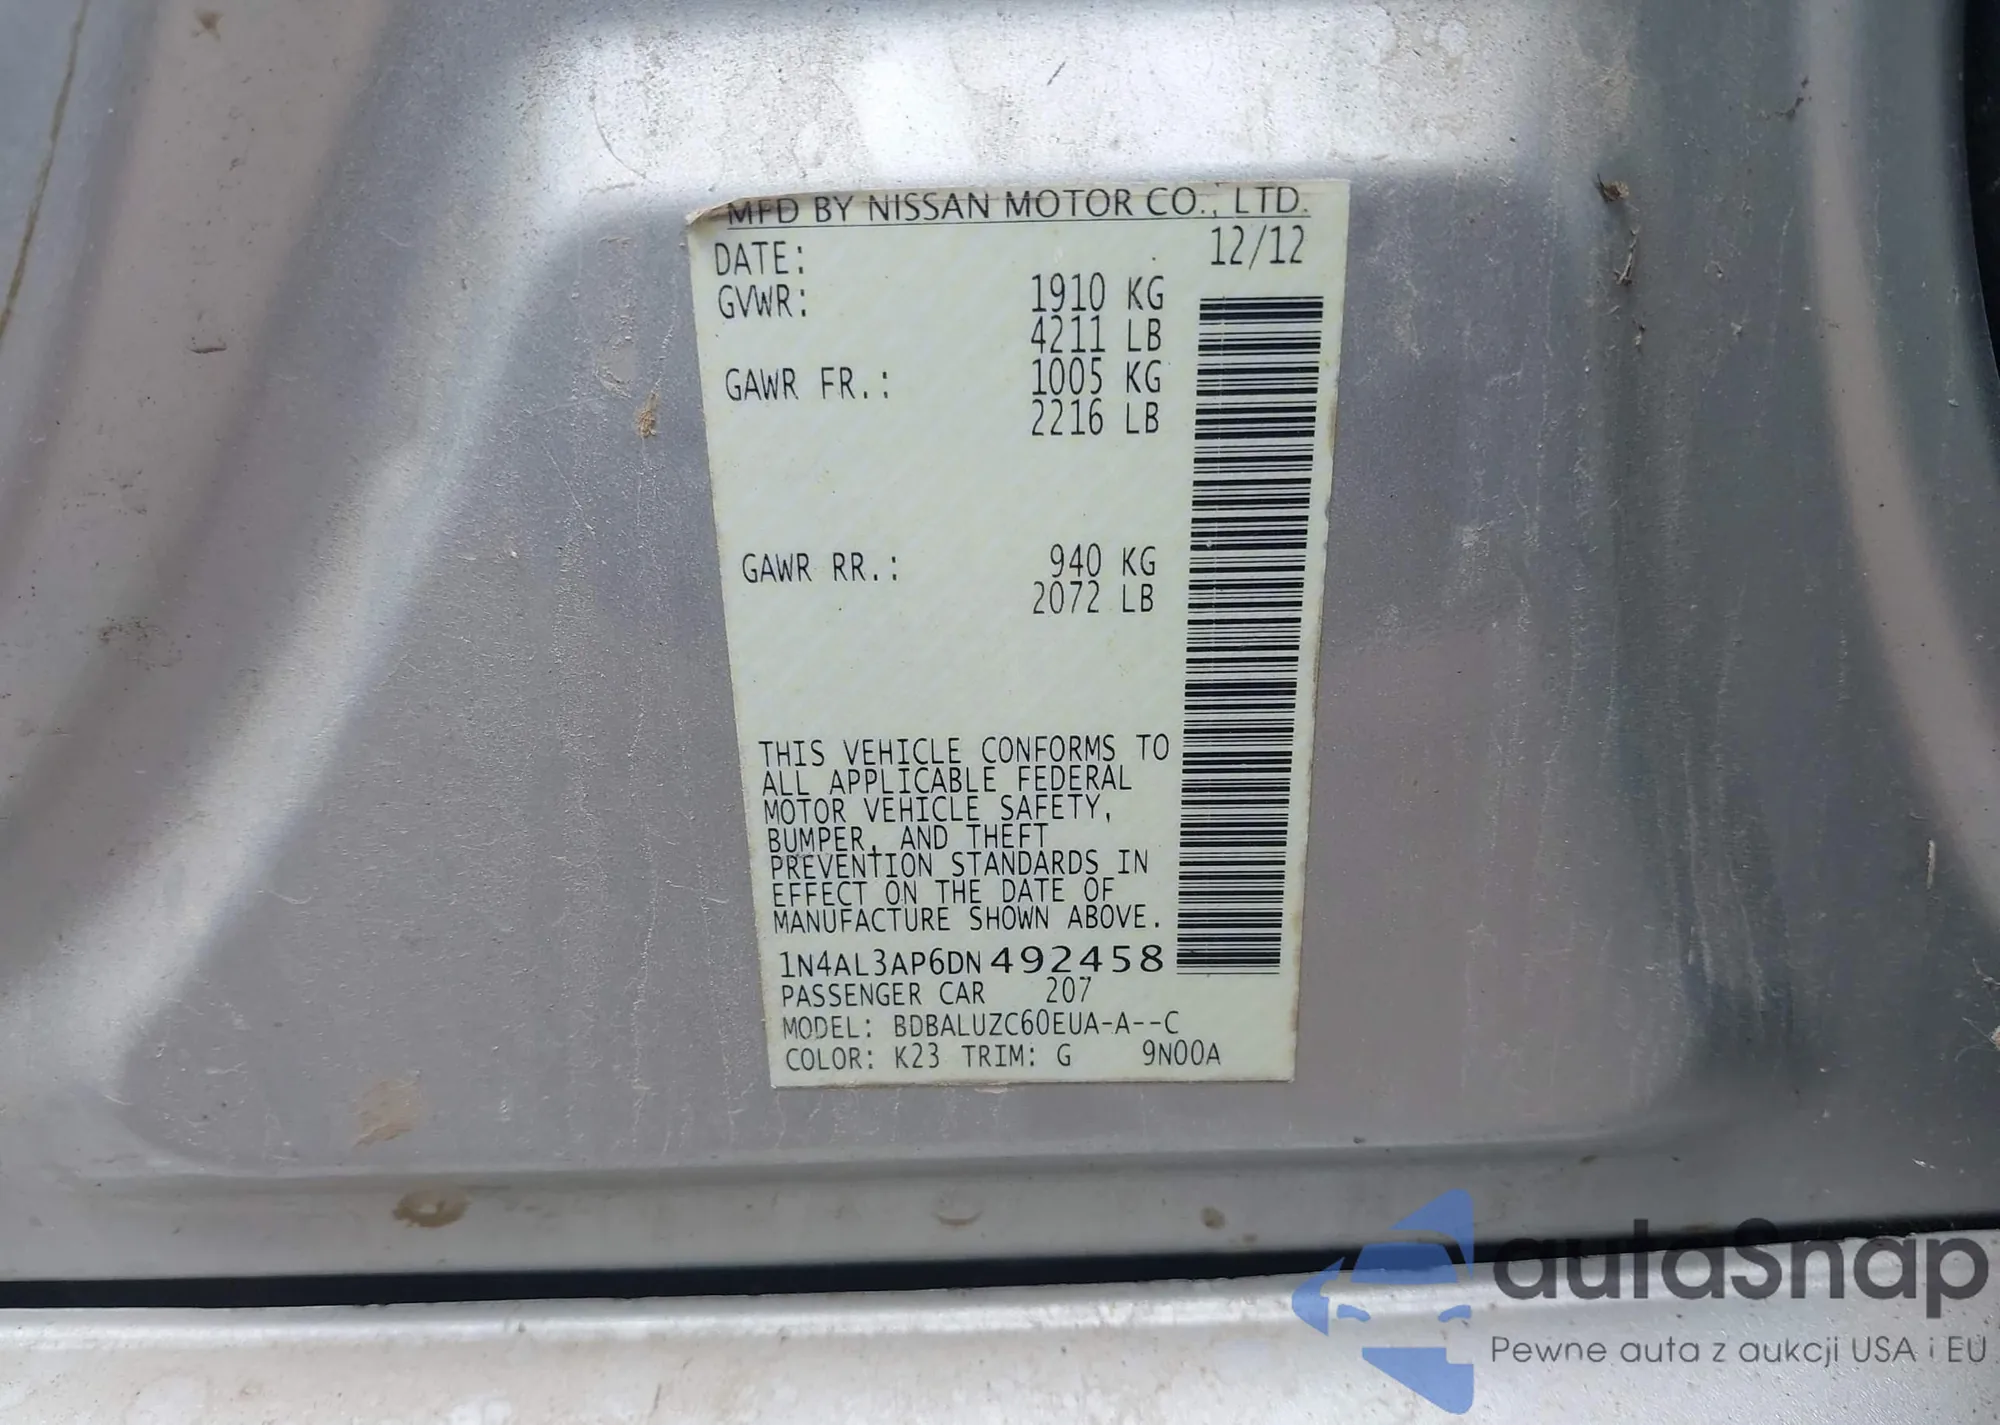 MFD BY NISSAN MOTOR CO., LTD.
DATE: 12/12
GVWR: 1910 KG
4211 LB
GAWR FR.: 1005 KG
2216 LB
GAWR RR.: 940 KG
2072 LB
THIS VEHICLE CONFORMS TO
ALL APPLICABLE FEDERAL
MOTOR VEHICLE SAFETY,
BUMPER, AND THEFT
PREVENTION STANDARDS IN
EFFECT ON THE DATE OF
MANUFACTURE SHOWN ABOVE.
1N4AL3AP6DN492458
PASSENGER CAR 207
MODEL: BDBALUZC60EUA-A--C
COLOR: K23 TRIM: G 9N00A
autaSnap
Pewne auta z aukcji USA i EU